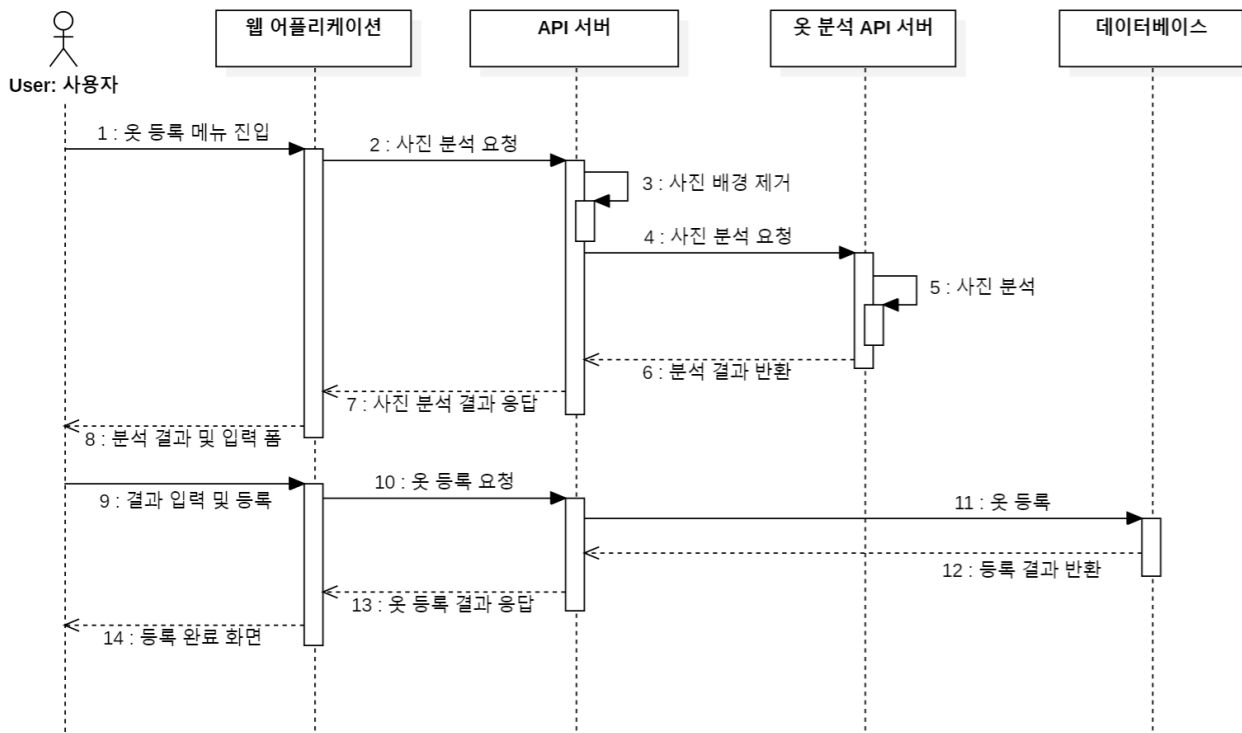 웹 어플리케이션
API 서버
옷 분석 API 서버
데이터베이스
User: 사용자
1 : 옷 등록 메뉴 진입
2 : 사진 분석 요청
3 : 사진 배경 제거
4 : 사진 분석 요청
5 : 사진 분석
6 : 분석 결과 반환
7 : 사진 분석 결과 응답
8 : 분석 결과 및 입력 폼
9 : 결과 입력 및 등록
10 : 옷 등록 요청
11 : 옷 등록
12 : 등록 결과 반환
13 : 옷 등록 결과 응답
14 : 등록 완료 화면